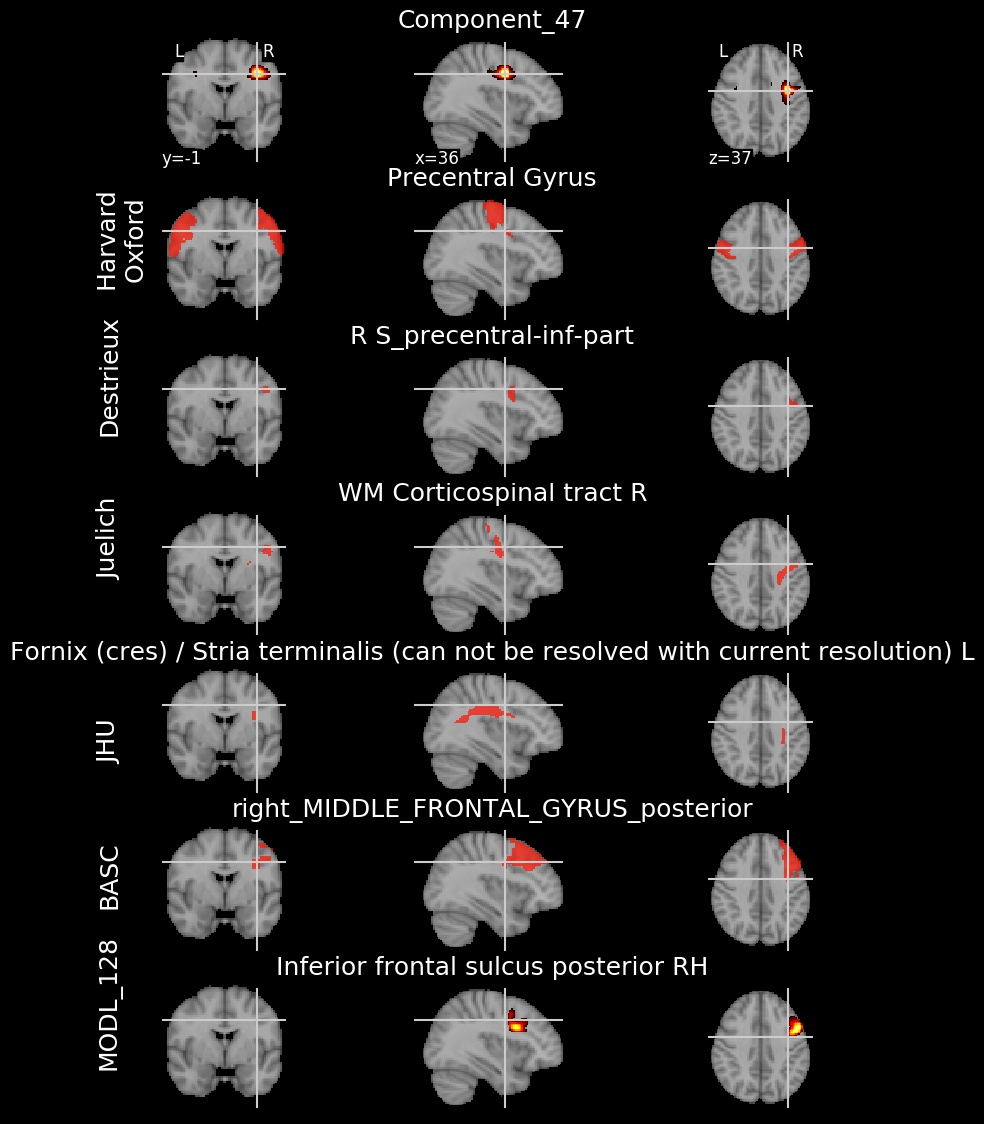 Component_47
L R
L R
y=-1 x=36 z=37
Precentral Gyrus
Harvard
Oxford
R S_precentral-inf-part
Destrieux
WM Corticospinal tract R
Juelich
Fornix (cres) / Stria terminalis (can not be resolved with current resolution) L
JHU
right_MIDDLE_FRONTAL_GYRUS_posterior
BASC
Inferior frontal sulcus posterior RH
MODL_128